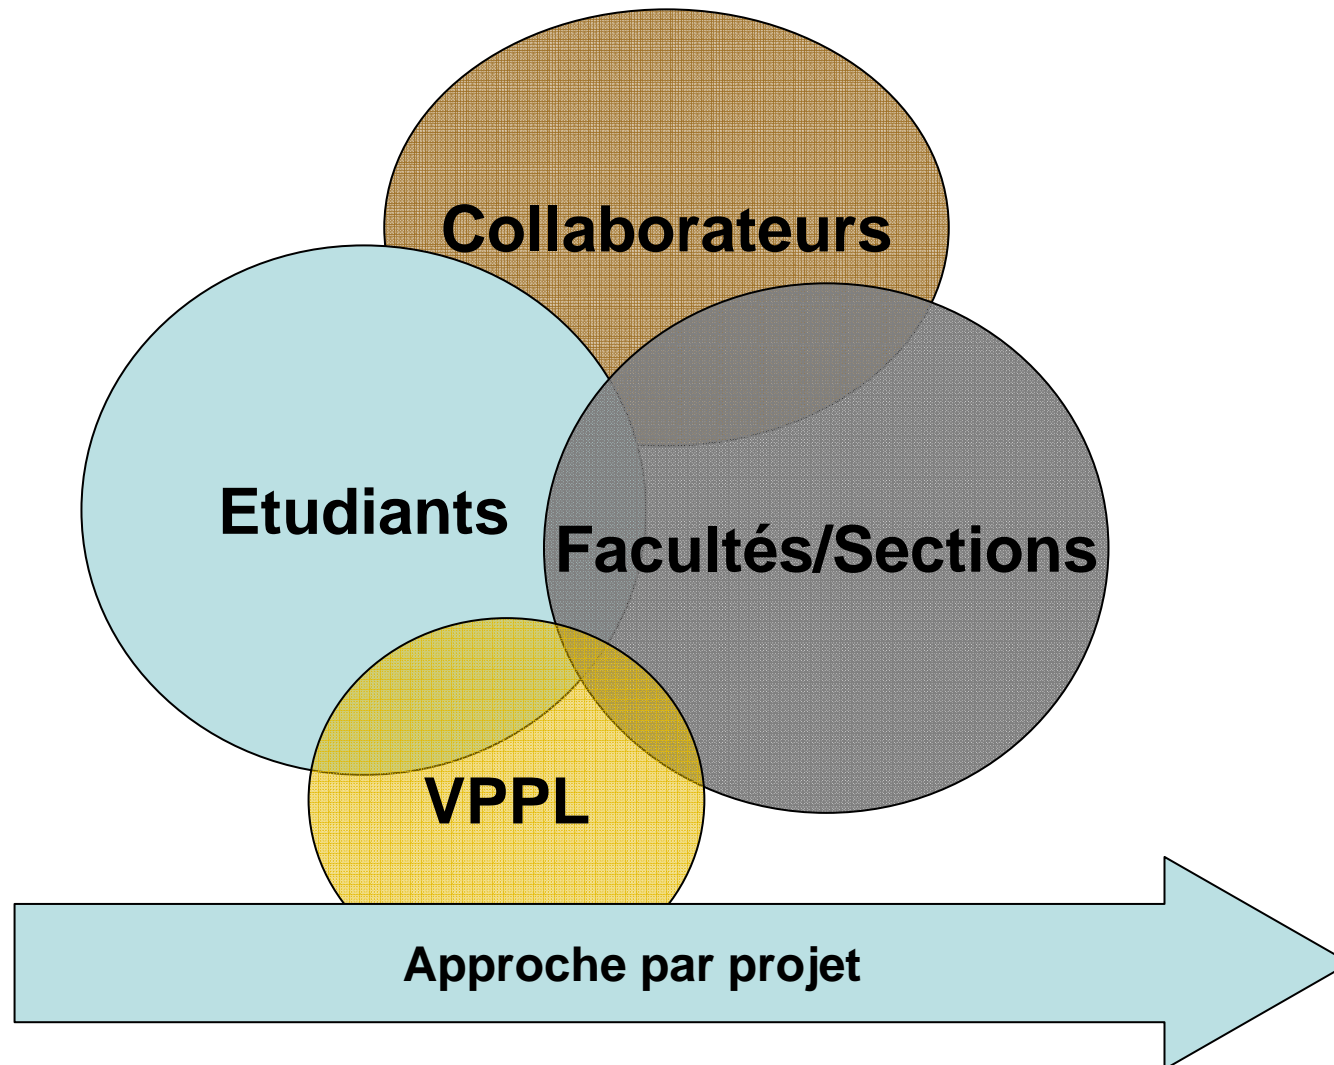 Collaborateurs
Etudiants
Facultés/Sections
VPPL
Approche par projet